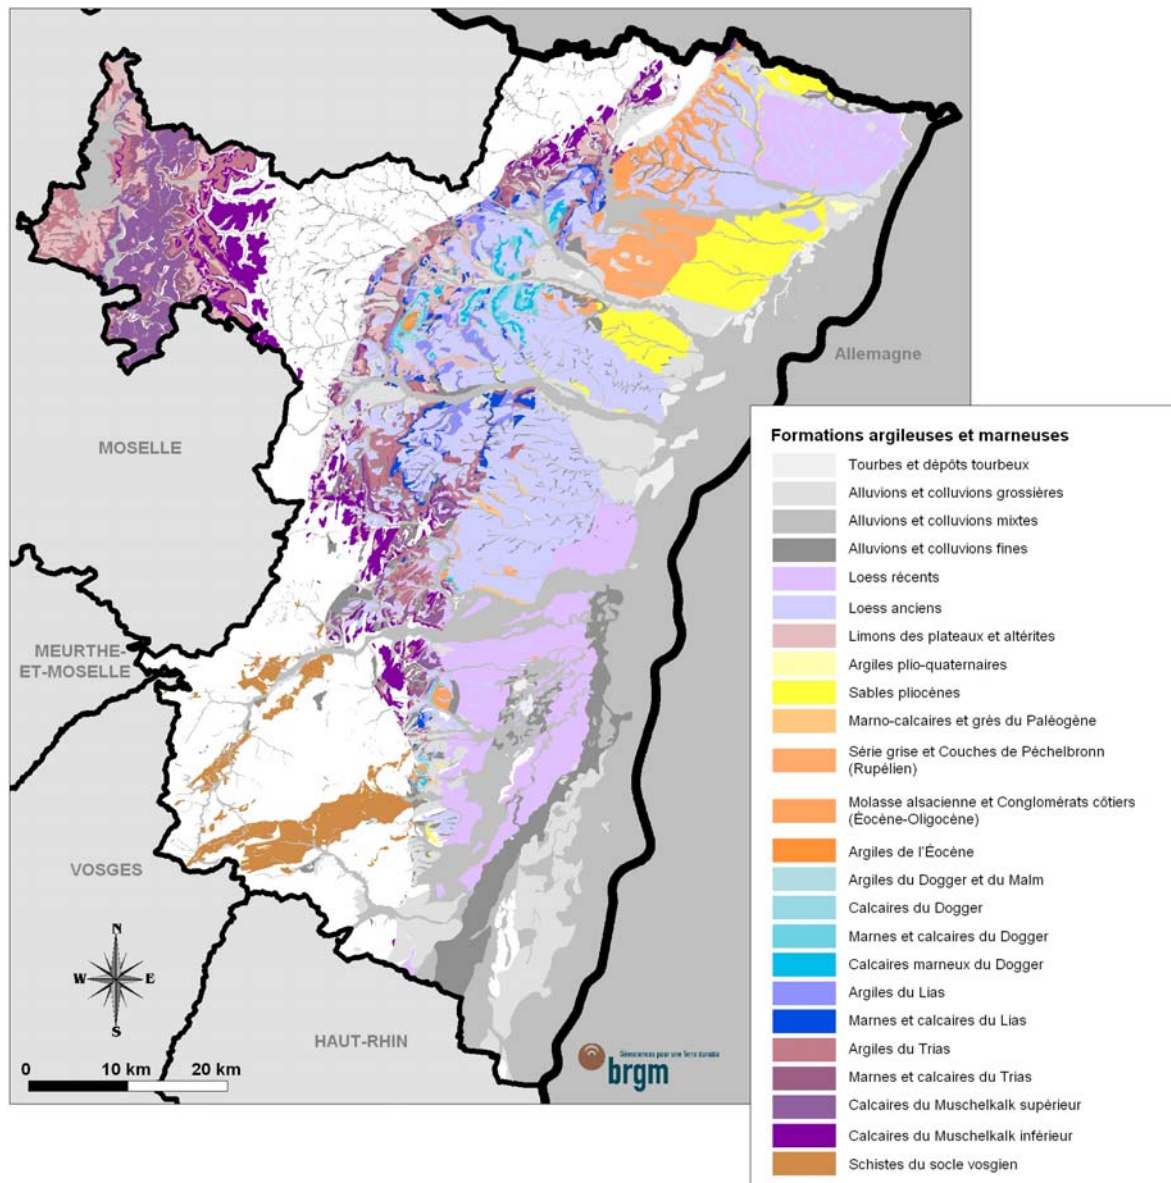 Allemagne
MOSELLE
MEURTHE-
ET-MOSELLE
VOSGES
HAUT-RHIN
N
W E
S
0 10 km 20 km
Géosciences pour une Terre durable
brgm
Formations argileuses et marneuses
Tourbes et dépôts tourbeux
Alluvions et colluvions grossières
Alluvions et colluvions mixtes
Alluvions et colluvions fines
Loess récents
Loess anciens
Limons des plateaux et altérites
Argiles plio-quaternaires
Sables pliocènes
Marno-calcaires et grès du Paléogène
Série grise et Couches de Péchelbronn
(Rupélien)
Molasse alsacienne et Conglomérats côtiers
(Éocène-Oligocène)
Argiles de l'Éocène
Argiles du Dogger et du Malm
Calcaires du Dogger
Marnes et calcaires du Dogger
Calcaires marneux du Dogger
Argiles du Lias
Marnes et calcaires du Lias
Argiles du Trias
Marnes et calcaires du Trias
Calcaires du Muschelkalk supérieur
Calcaires du Muschelkalk inférieur
Schistes du socle vosgien